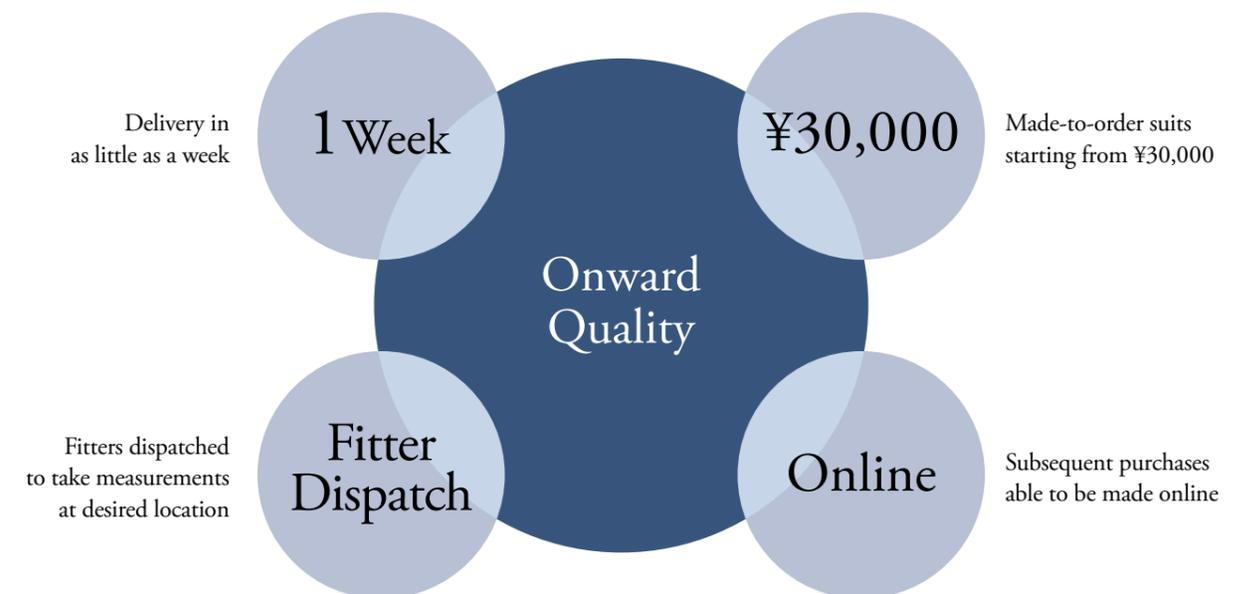 Delivery in
as little as a week
1 Week
¥30,000
Made-to-order suits
starting from ¥30,000
Onward
Quality
Fitters dispatched
to take measurements
at desired location
Fitter
Dispatch
Online
Subsequent purchases
able to be made online